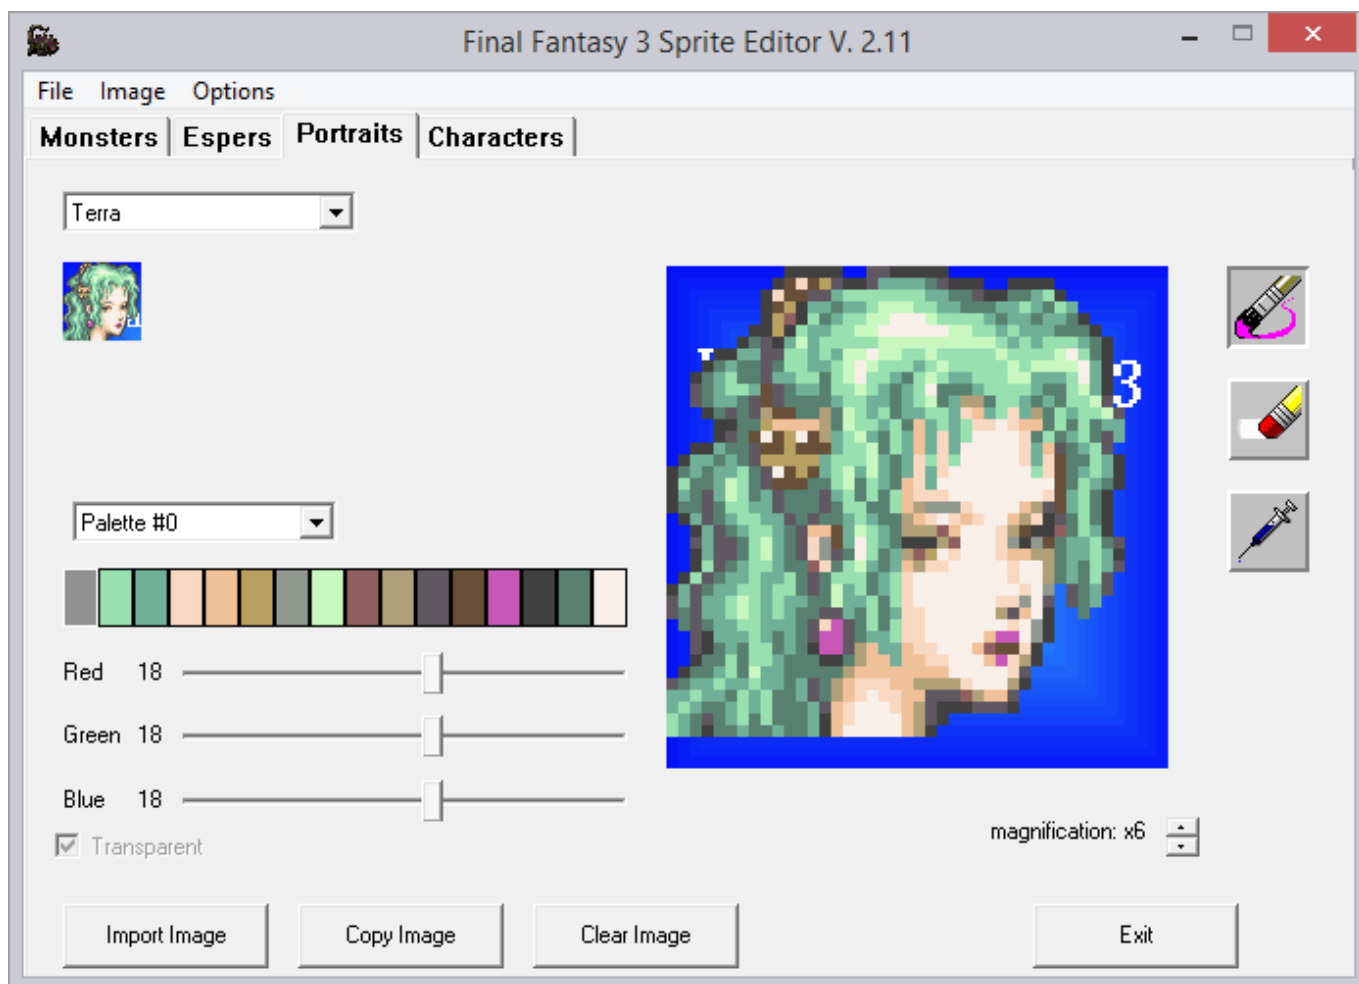 Final Fantasy 3 Sprite Editor V. 2.11
File Image Options
Monsters Espers Portraits Characters
Terra
3
Palette #0
Red 18
Green 18
Blue 18
Transparent
magnification: x6
Import Image Copy Image Clear Image Exit